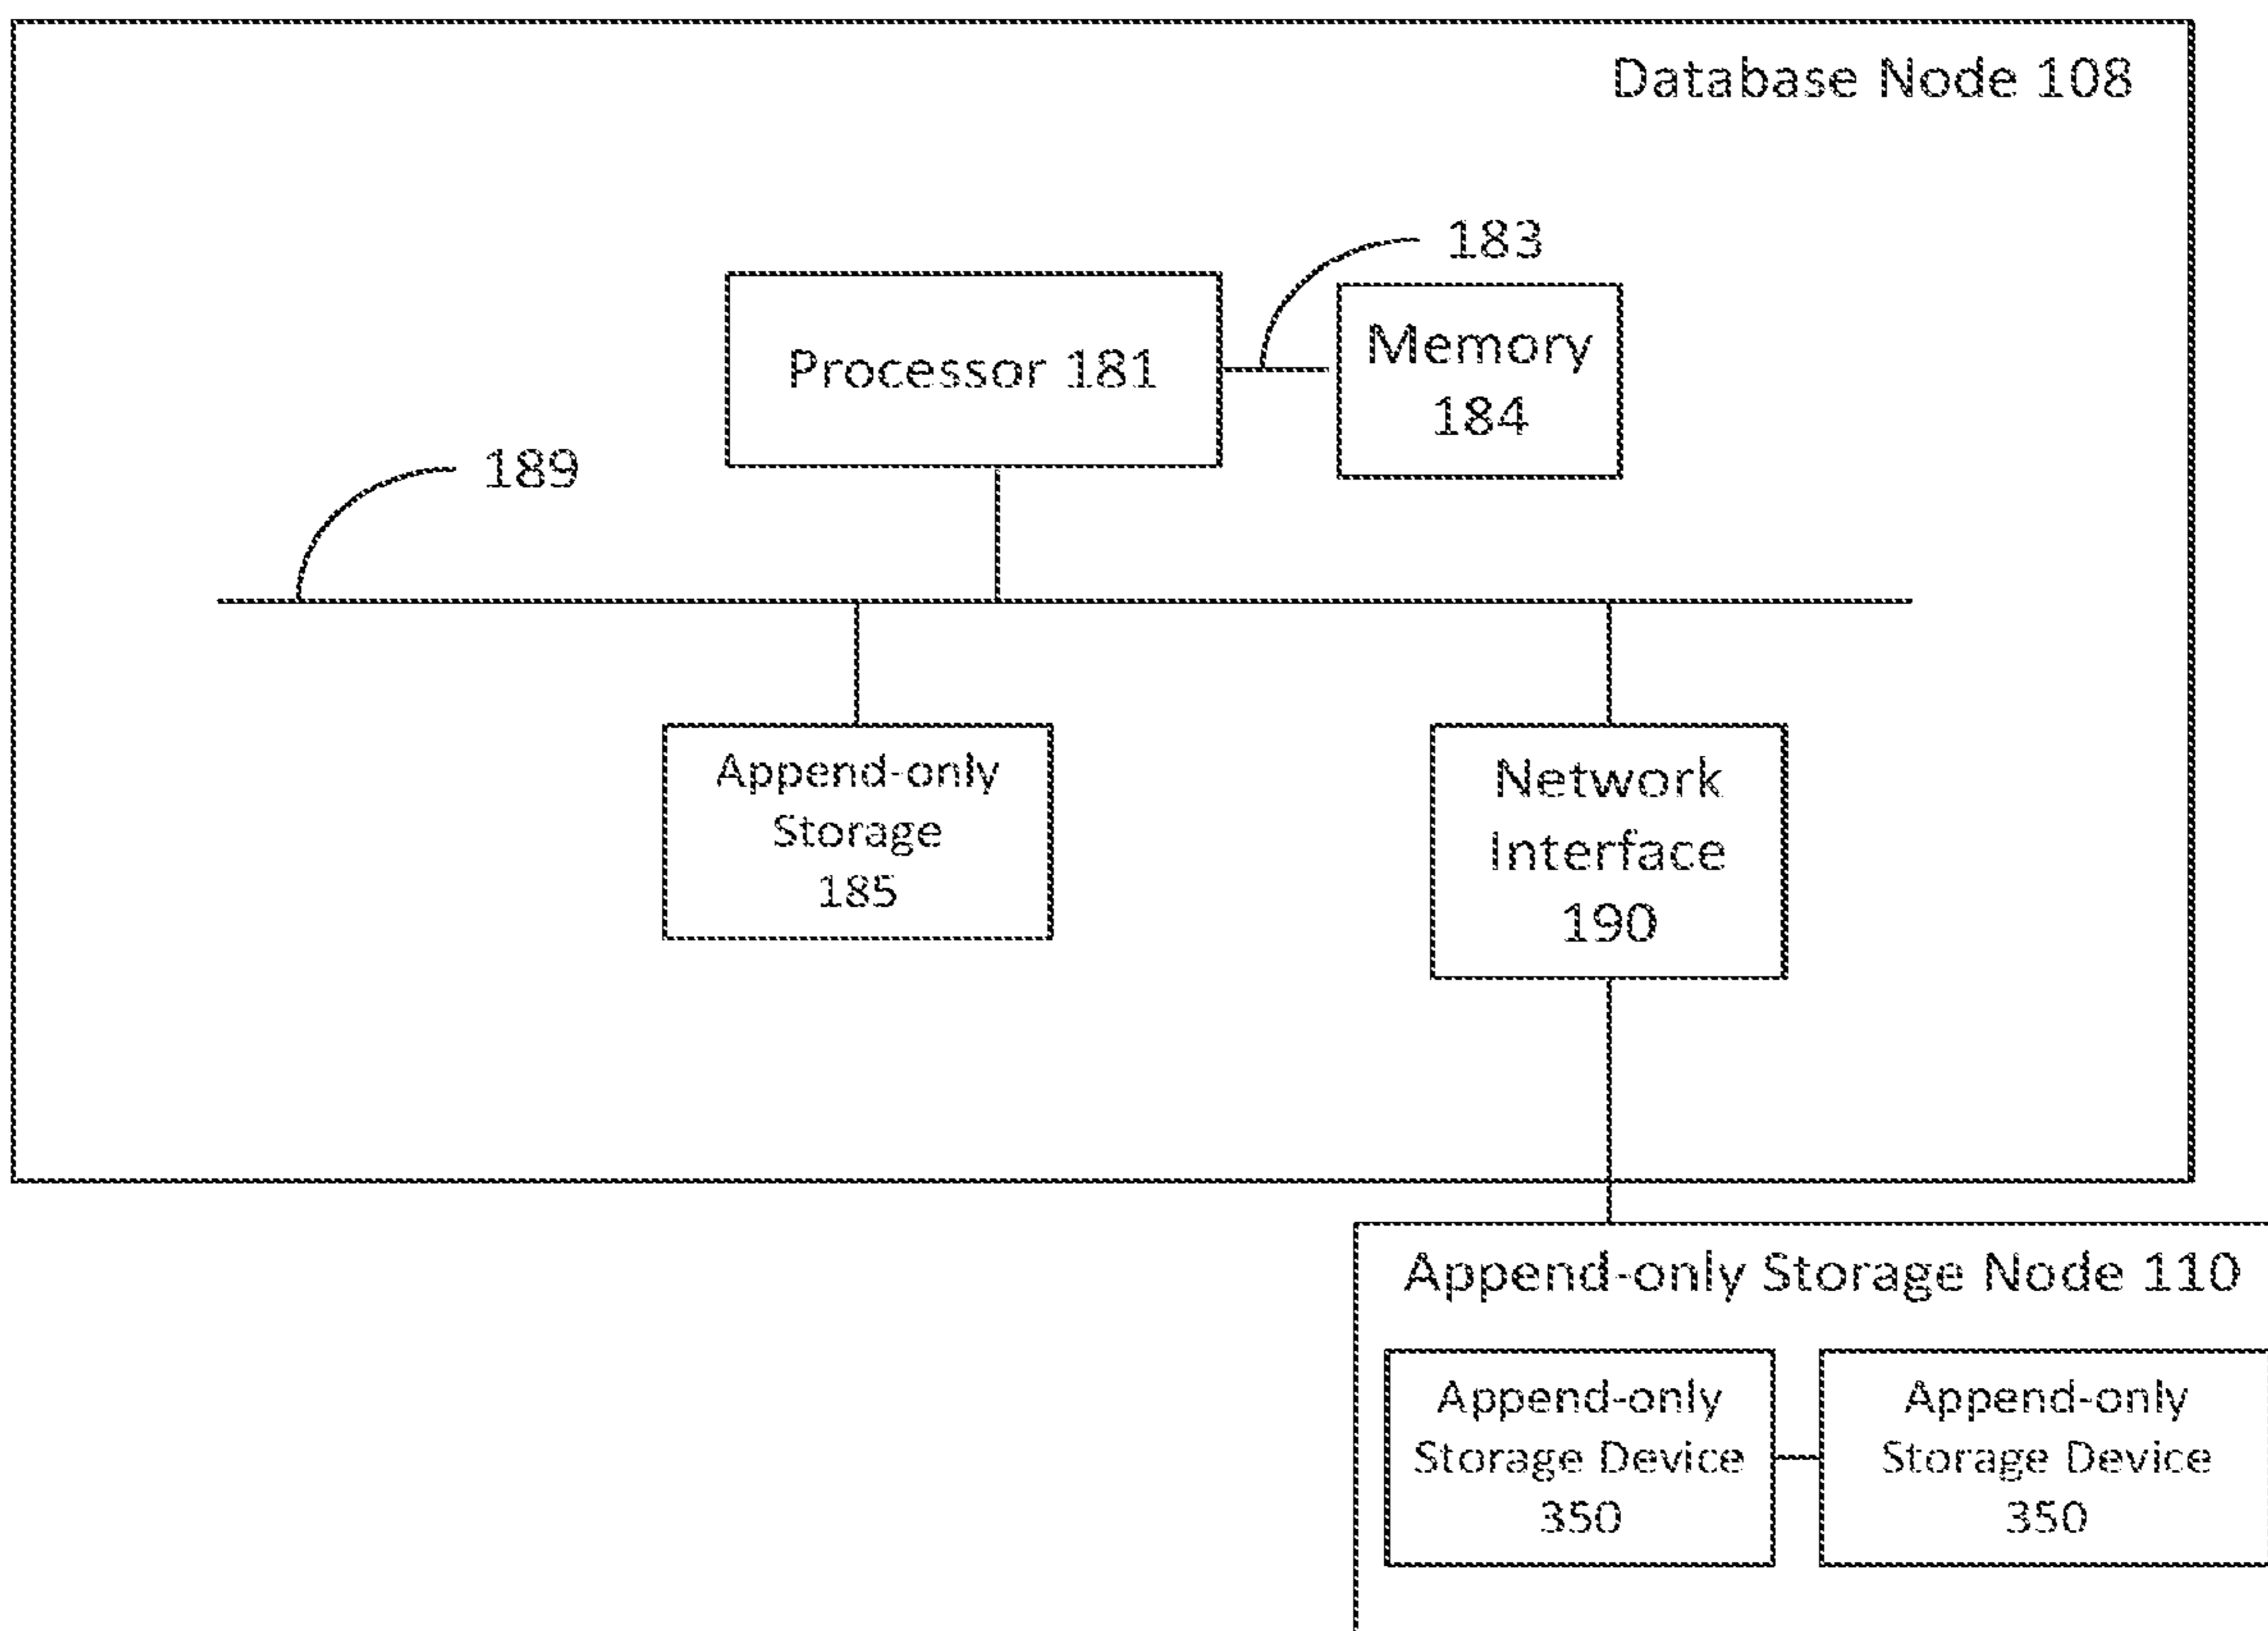 Database Node 108
183
Processor 181
Memory
184
189
Append-only
Storage
185
Network
Interface
190
Append-only Storage Node 110
Append-only
Storage Device
350
Append-only
Storage Device
350